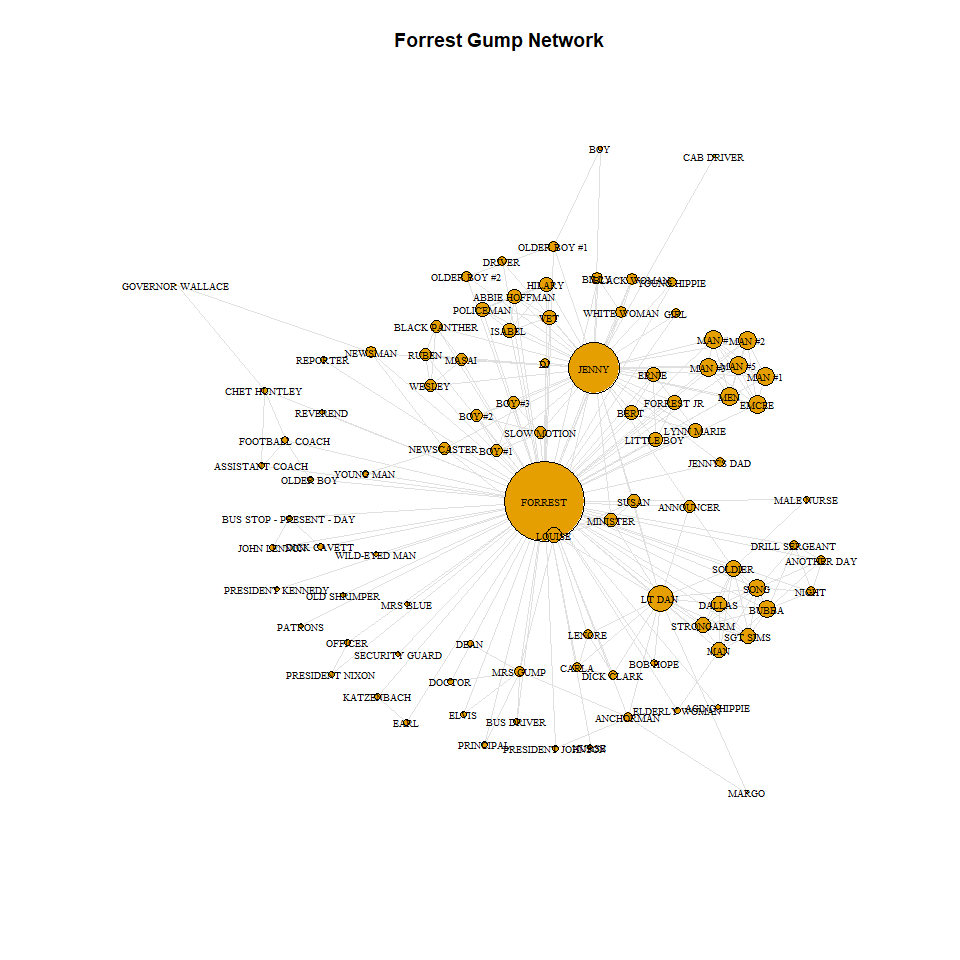 Forrest Gump Network
BOY
CAB DRIVER
OLDER BOY #1
DRIVER
OLDER BOY #2
HILARY
BLACK WOMAN
YOUNG HIPPIE
GOVERNOR WALLACE
ABBIE HOFFMAN
POLICEMAN
VET
WHITE WOMAN
GIRL
BLACK PANTHER
ISABEL
MAN #2
NEWSMAN
RUBEN
MASAI
REPORTER
DJ
JENNY
MAN #5
ERNIE
MAN #1
WESLEY
CHET HUNTLEY
MEN
BOY #3
FORREST JR
EMCEE
REVEREND
BOY #2
BERT
SLOW MOTION
LYNN MARIE
FOOTBALL COACH
LITTLE BOY
NEWSCASTER
BOY #1
ASSISTANT COACH
JENNY'S DAD
YOUNG MAN
OLDER BOY
FORREST
SUSAN
MALE NURSE
ANNOUNCER
BUS STOP - PRESENT - DAY
MINISTER
LOUISE
JOHN LENNON
DICK CAVETT
DRILL SERGEANT
WILD-EYED MAN
ANOTHER DAY
SOLDIER
PRESIDENT KENNEDY
SONG
NIGHT
OLD SHRIMPER
LT DAN
MRS BLUE
DALLAS
BUBBA
PATRONS
STRONGARM
LENORE
SGT SIMS
OFFICER
DEAN
MAN
SECURITY GUARD
BOB HOPE
CARLA
PRESIDENT NIXON
MRS GUMP
DICK CLARK
DOCTOR
KATZENBACH
ELVIS
ELDERLY WOMAN
AGING HIPPIE
EARL
BUS DRIVER
ANCHORMAN
PRINCIPAL
PRESIDENT JOHNSON
MARGO